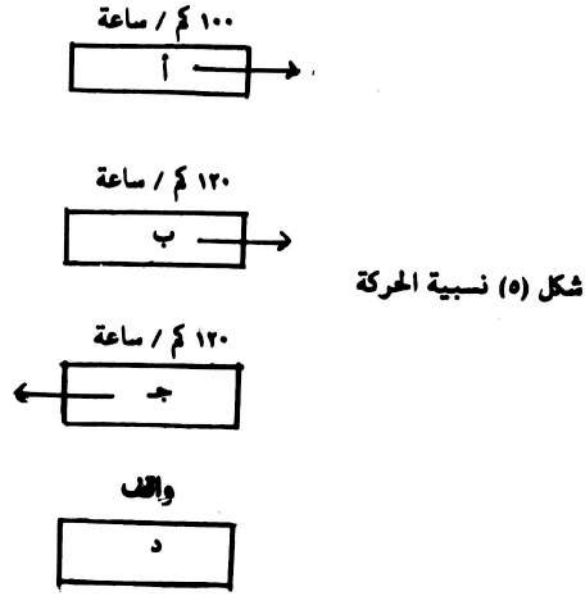 ١٠٠ كم / ساعة
أ
١٢٠ كم / ساعة
ب
شكل (٥) نسبية الحركة
١٢٠ كم / ساعة
جـ
واقف
د